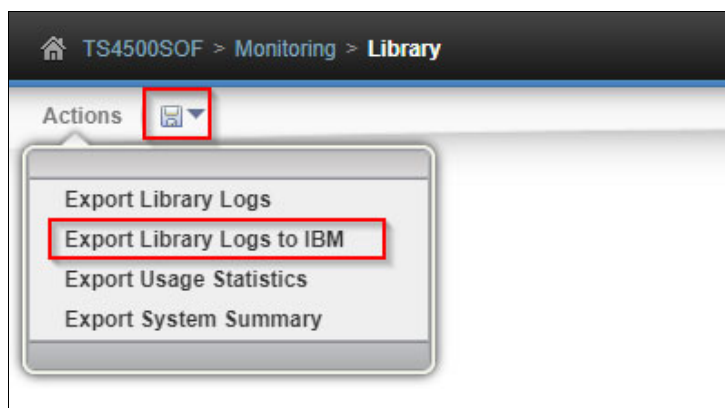 TS4500SOF > Monitoring > Library
Actions
Export Library Logs
Export Library Logs to IBM
Export Usage Statistics
Export System Summary